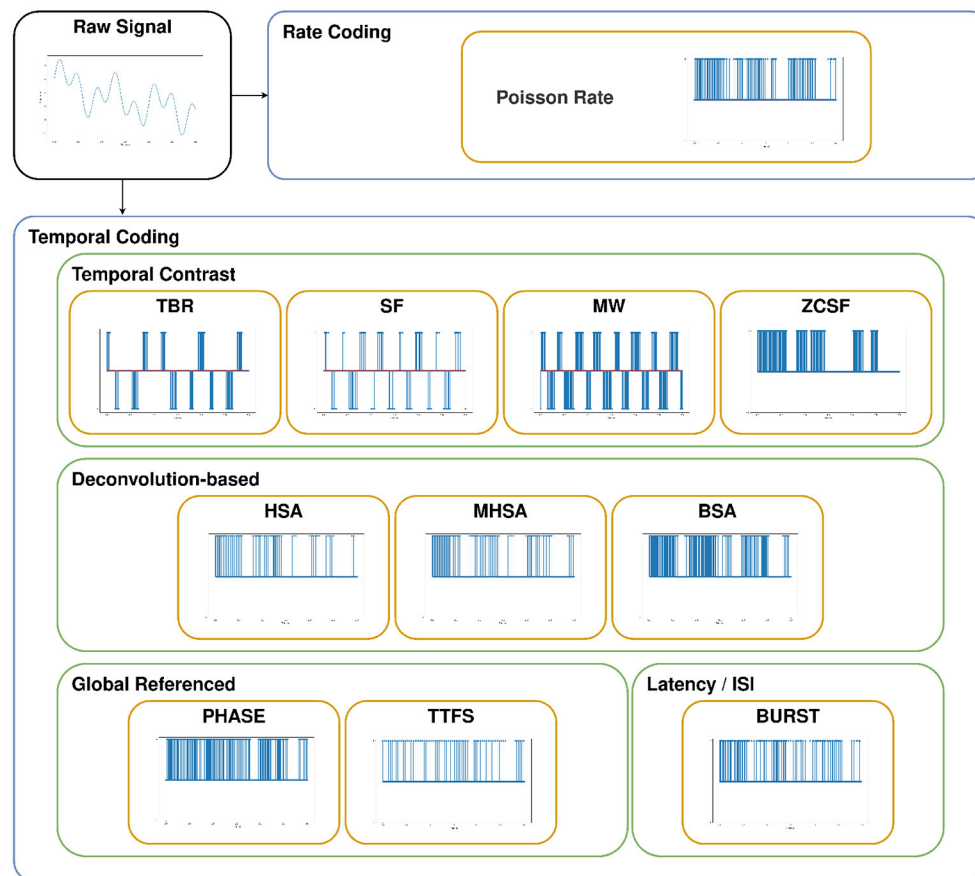 Raw Signal
Rate Coding
Poisson Rate
Temporal Coding
Temporal Contrast
TBR
SF
MW
ZCSF
Deconvolution-based
HSA
MHSA
BSA
Global Referenced
Latency / ISI
PHASE
TTFS
BURST